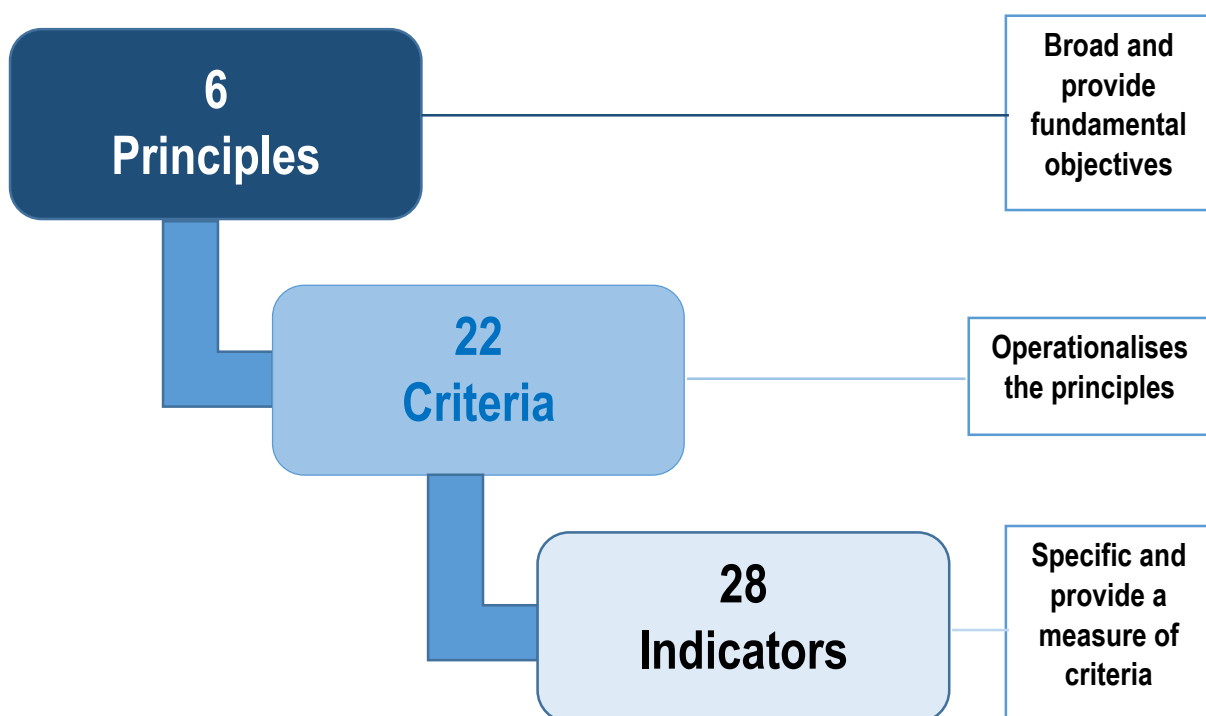 6
Principles
Broad and
provide
fundamental
objectives
22
Criteria
Operationalises
the principles
28
Indicators
Specific and
provide a
measure of
criteria